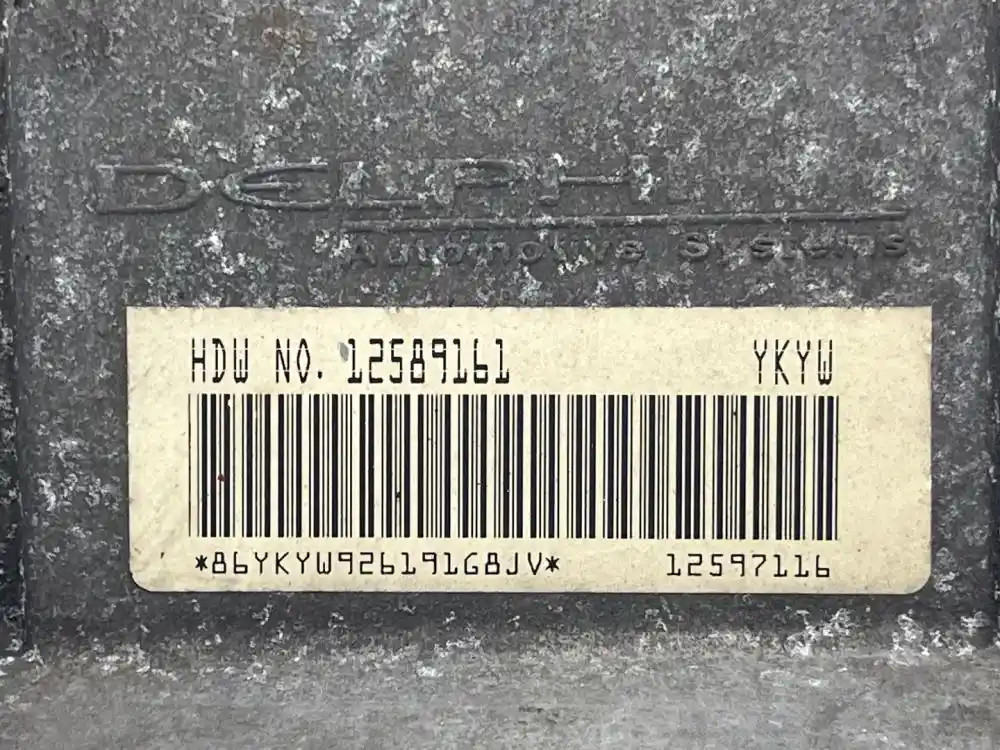 DELPHI
Automotive Systems
HDW NO. 12589161 YKYW
*86YKYW926191G8JV* 12597116